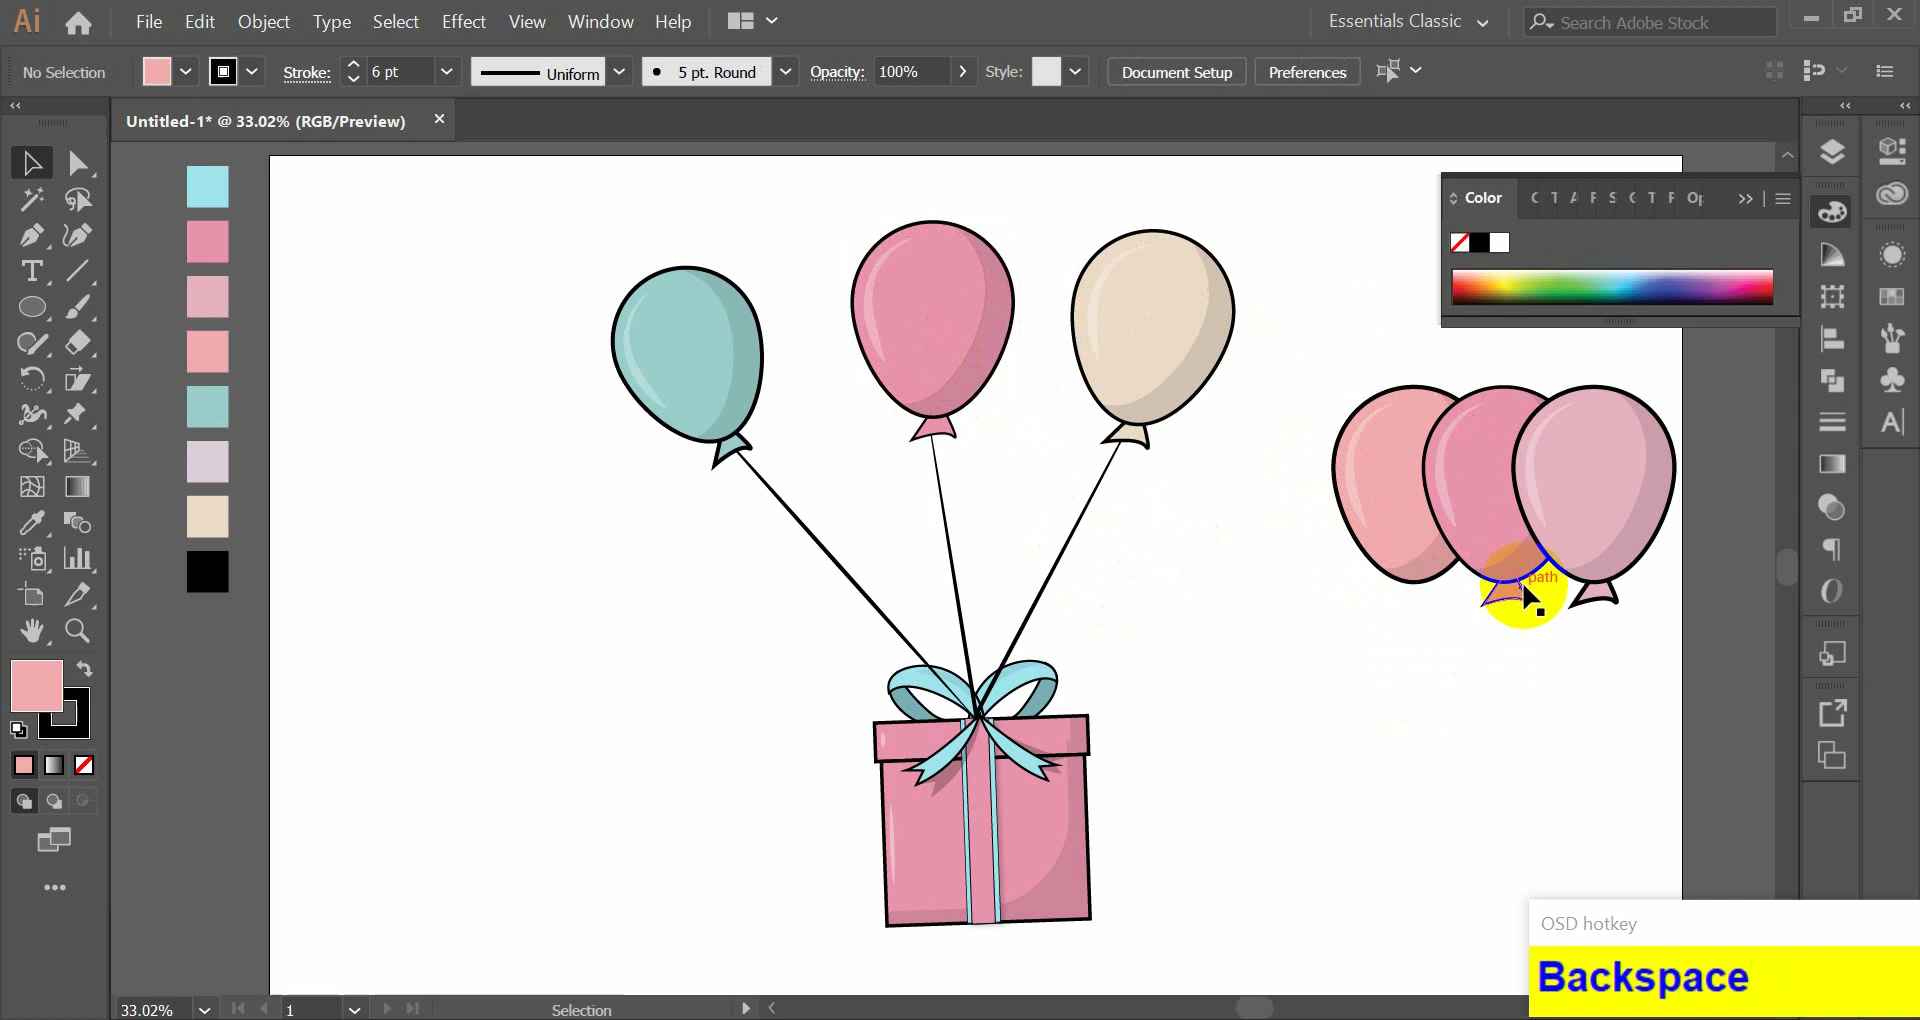 Ai File Edit Object Type Select Effect View Window Help Essentials Classic Search Adobe Stock
No Selection Stroke: 6 pt Uniform 5 pt. Round Opacity: 100% Style: Document Setup Preferences
Untitled-1* @ 33.02% (RGB/Preview)
Color C T A F S C T F Op
path
OSD hotkey
Backspace
33.02% 1 Selection